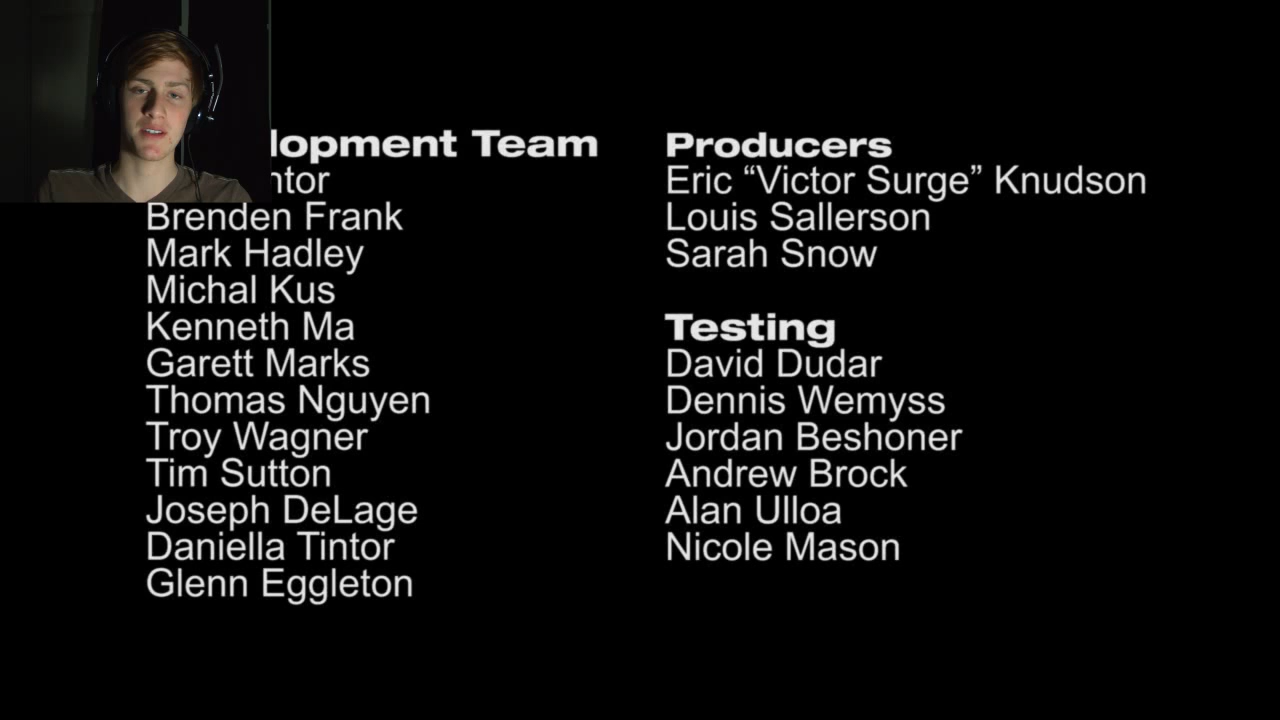 lopment Team
ntor
Brenden Frank
Mark Hadley
Michal Kus
Kenneth Ma
Garett Marks
Thomas Nguyen
Troy Wagner
Tim Sutton
Joseph DeLage
Daniella Tintor
Glenn Eggleton
Producers
Eric “Victor Surge” Knudson
Louis Sallerson
Sarah Snow
Testing
David Dudar
Dennis Wemyss
Jordan Beshoner
Andrew Brock
Alan Ulloa
Nicole Mason